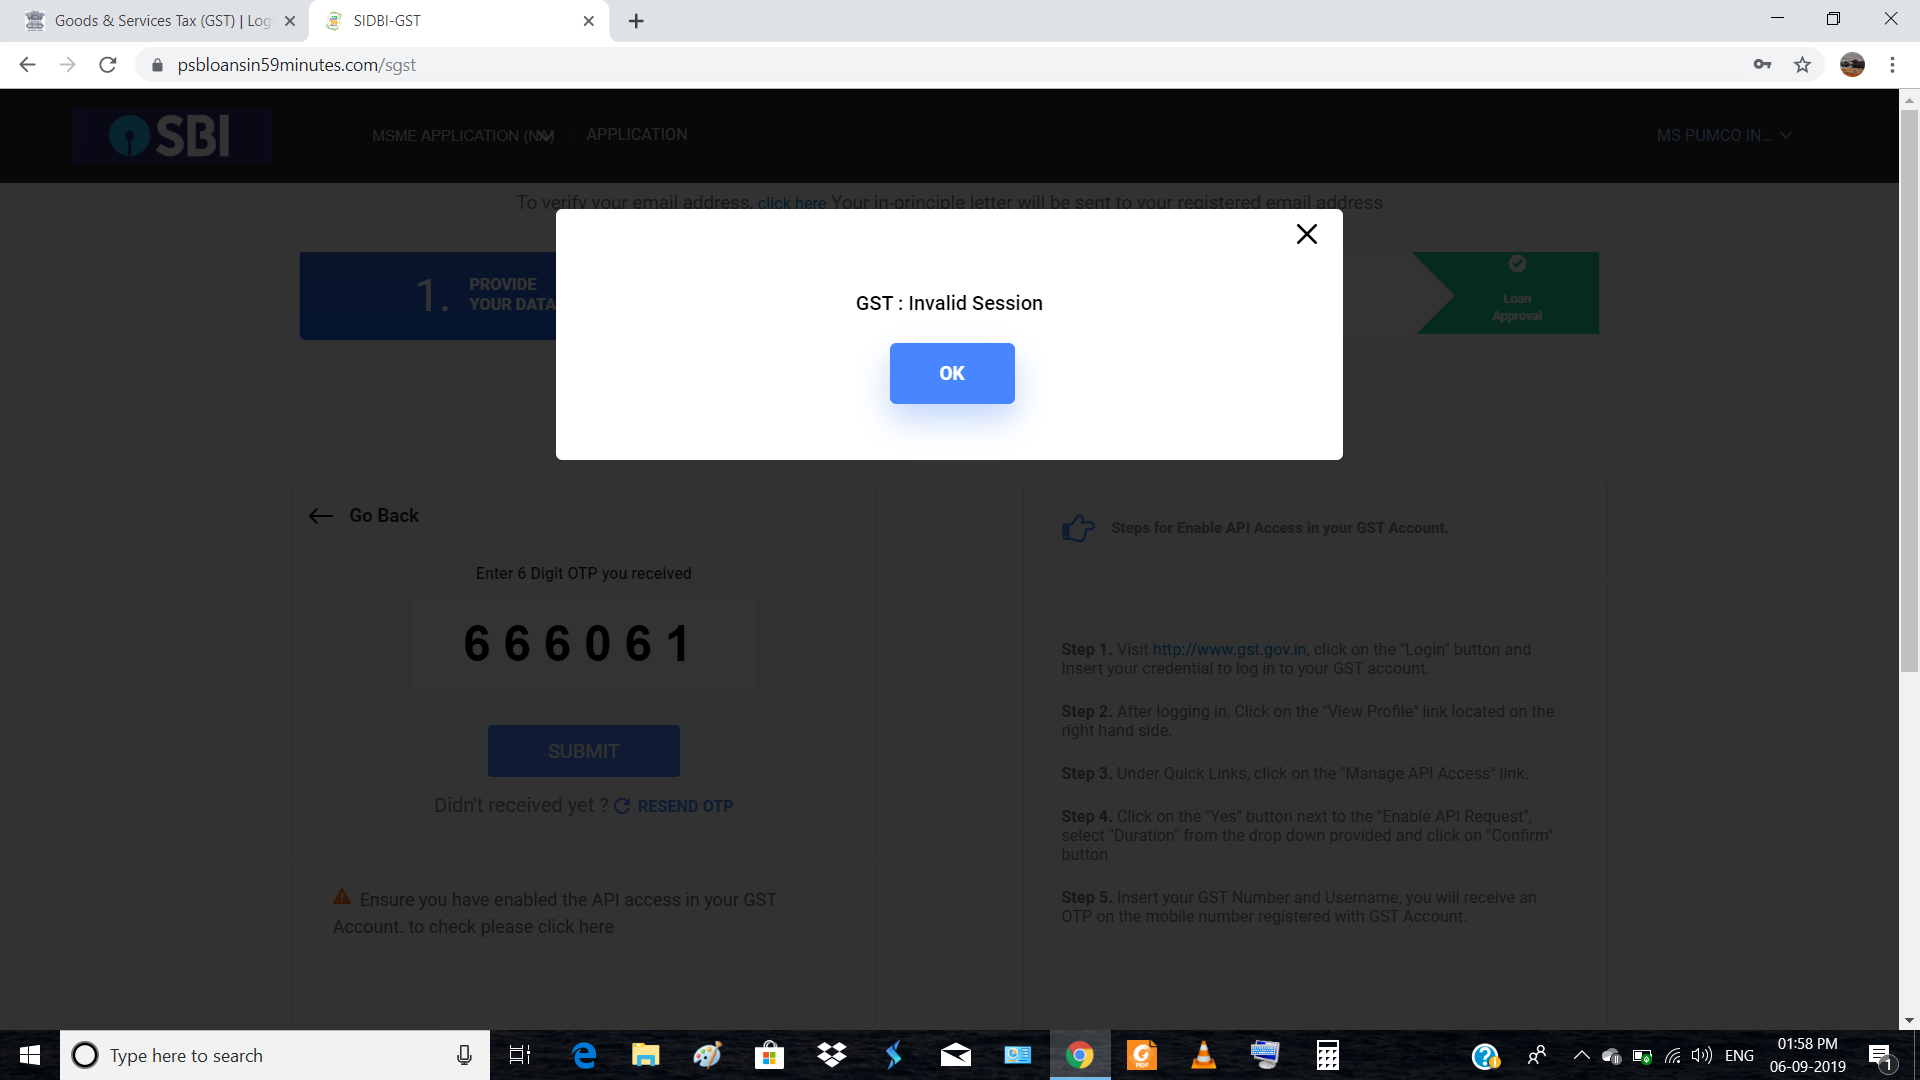 Goods & Services Tax (GST) | Log
SIDBI-GST
psbloansin59minutes.com/sgst
SBI
MSME APPLICATION (NN)
APPLICATION
MS PUMCO IN...
To verify your email address, click here Your in-principle letter will be sent to your registered email address
1.
PROVIDE
YOUR DATA
Loan
Approval
GST : Invalid Session
OK
Go Back
Enter 6 Digit OTP you received
666061
SUBMIT
Didn't received yet ? RESEND OTP
Ensure you have enabled the API access in your GST
Account. to check please click here
Steps for Enable API Access in your GST Account.
Step 1. Visit http://www.gst.gov.in, click on the "Login" button and
Insert your credential to log in to your GST account.
Step 2. After logging in, Click on the "View Profile" link located on the
right hand side.
Step 3. Under Quick Links, click on the "Manage API Access" link.
Step 4. Click on the "Yes" button next to the "Enable API Request",
select "Duration" from the drop down provided and click on "Confirm"
button
Step 5. Insert your GST Number and Username, you will receive an
OTP on the mobile number registered with GST Account.
Type here to search
PDF
ENG
01:58 PM
06-09-2019
1